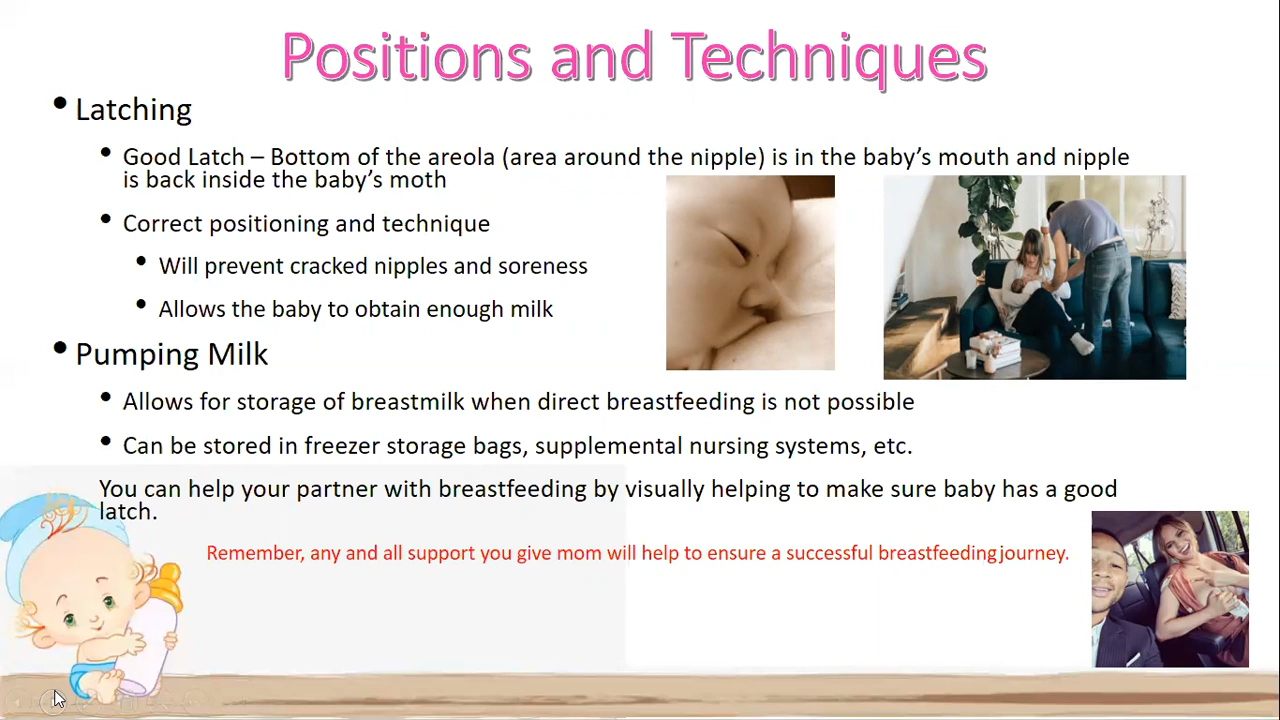 Positions and Techniques
• Latching
• Good Latch – Bottom of the areola (area around the nipple) is in the baby’s mouth and nipple
is back inside the baby’s moth
• Correct positioning and technique
• Will prevent cracked nipples and soreness
• Allows the baby to obtain enough milk
• Pumping Milk
• Allows for storage of breastmilk when direct breastfeeding is not possible
• Can be stored in freezer storage bags, supplemental nursing systems, etc.
You can help your partner with breastfeeding by visually helping to make sure baby has a good
latch.
Remember, any and all support you give mom will help to ensure a successful breastfeeding journey.